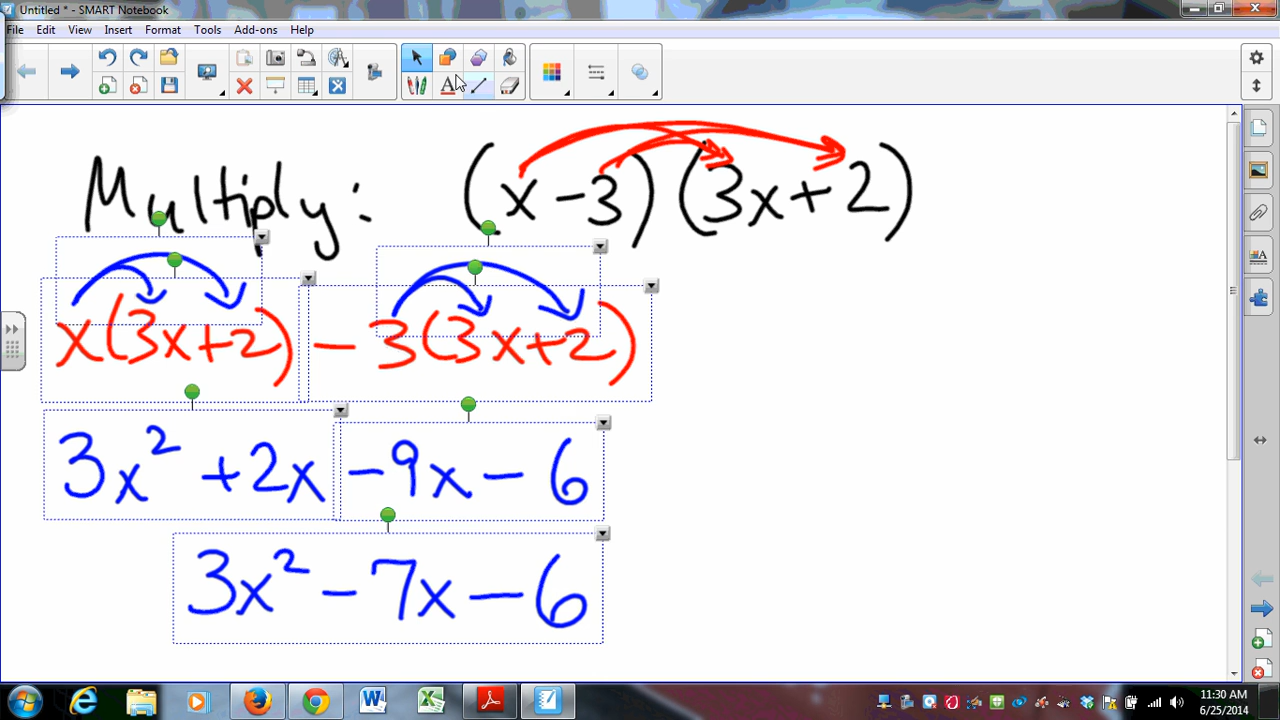 Untitled * - SMART Notebook
File Edit View Insert Format Tools Add-ons Help
Multiply: (x-3)(3x+2)
x(3x+2) - 3(3x+2)
3x² +2x -9x - 6
3x² - 7x - 6
11:30 AM
6/25/2014